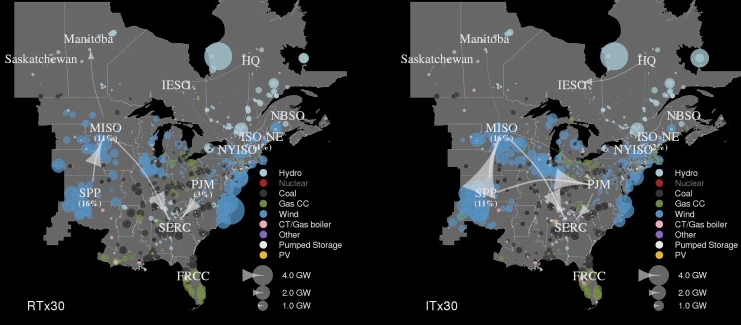 Manitoba
Saskatchewan
HQ
IESO
NBSO
MISO
(11%)
ISO-NE
NYISO
SPP
(16%)
PJM
(3%)
SERC
FRCC
Hydro
Nuclear
Coal
Gas CC
Wind
CT/Gas boiler
Other
Pumped Storage
PV
4.0 GW
2.0 GW
1.0 GW
RTx30
Manitoba
Saskatchewan
HQ
IESO
NBSO
MISO
(16%)
ISO-NE
NYISO
SPP
(11%)
PJM
SERC
FRCC
Hydro
Nuclear
Coal
Gas CC
Wind
CT/Gas boiler
Other
Pumped Storage
PV
4.0 GW
2.0 GW
1.0 GW
ITx30